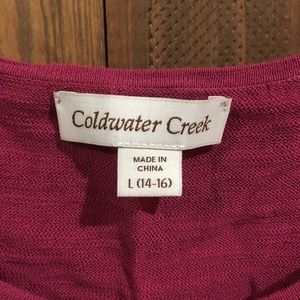 Coldwater Creek
MADE IN
CHINA
L (14-16)